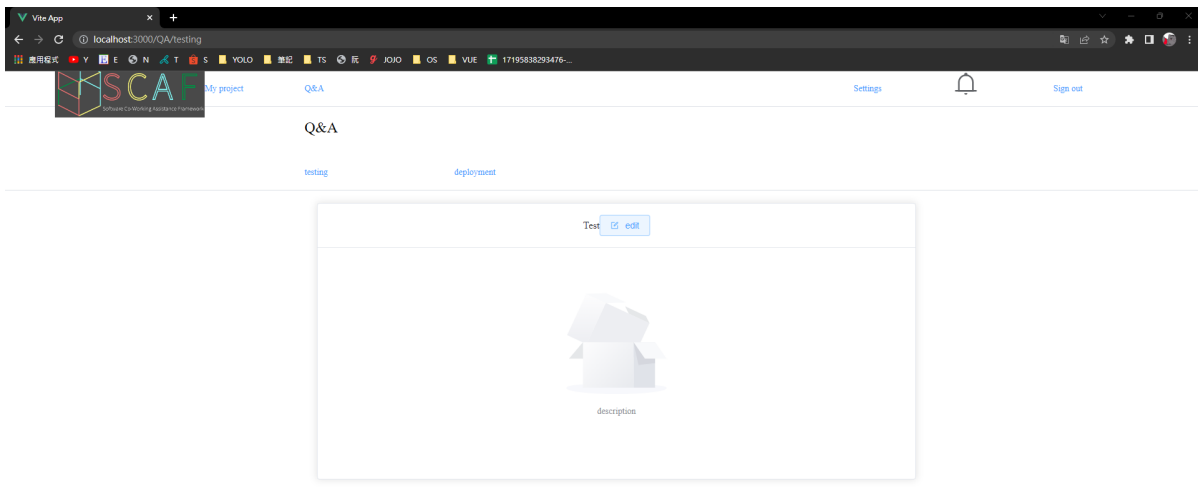 Vite App
localhost:3000/QA/testing
應用程式 Y E N T S YOLO 筆記 TS 阮 JOJO OS VUE 17195838293476-...
SCAF
Software Co-Working Assistance Framework
My project Q&A Settings Sign out
Q&A
testing deployment
Test edit
description